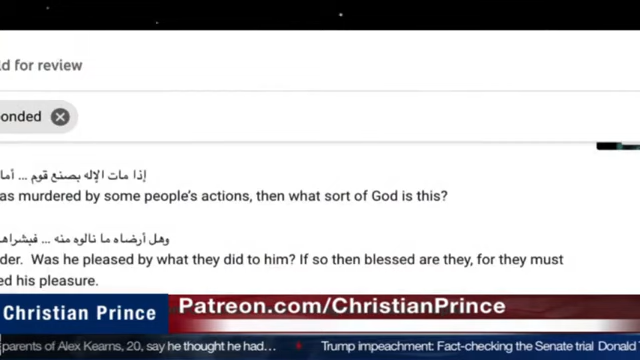 d for review
onded
إذا مات الإله بصنع قوم ... أما
as murdered by some people's actions, then what sort of God is this?
وهل أرضاه ما نالوه منه ... فبشراه
der. Was he pleased by what they did to him? If so then blessed are they, for they must
ed his pleasure.
Christian Prince
Patreon.com/ChristianPrince
parents of Alex Kearns, 20, say he thought he had...
Trump impeachment: Fact-checking the Senate trial Donald